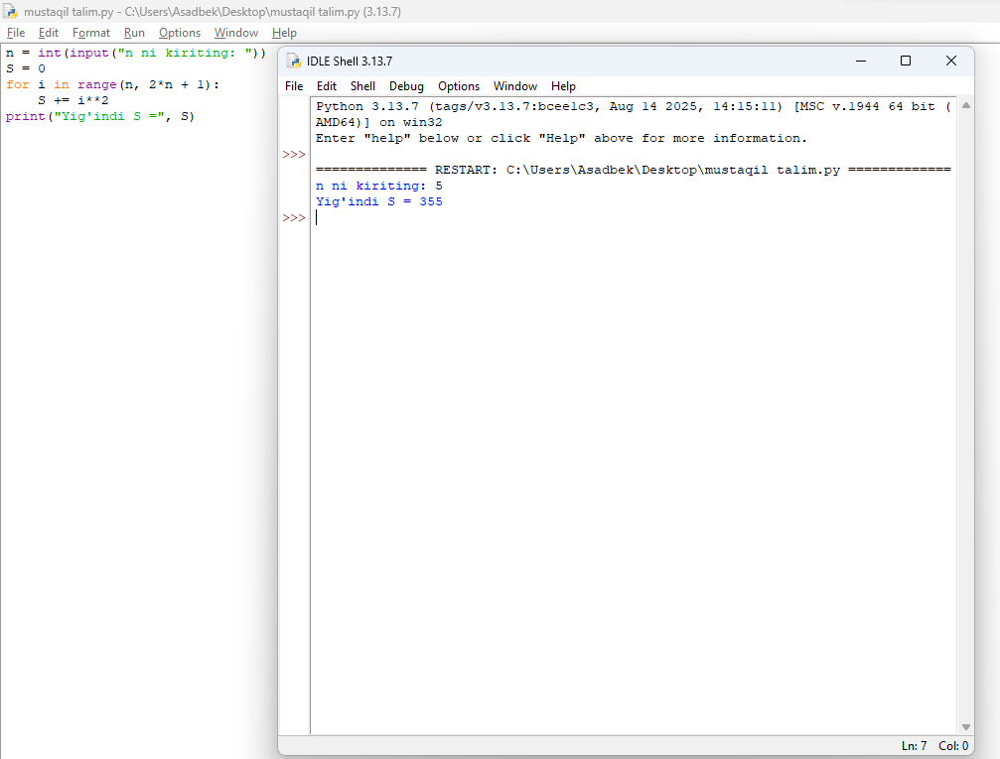 mustaqil talim.py - C:\Users\Asadbek\Desktop\mustaqil talim.py (3.13.7)
File Edit Format Run Options Window Help
n = int(input("n ni kiriting: "))
S = 0
for i in range(n, 2*n + 1):
    S += i**2
print("Yig'indi S =", S)
IDLE Shell 3.13.7
File Edit Shell Debug Options Window Help
Python 3.13.7 (tags/v3.13.7:bcee1c3, Aug 14 2025, 14:15:11) [MSC v.1944 64 bit (
AMD64)] on win32
Enter "help" below or click "Help" above for more information.
>>>
============== RESTART: C:\Users\Asadbek\Desktop\mustaqil talim.py =============
n ni kiriting: 5
Yig'indi S = 355
>>>
Ln: 7 Col: 0